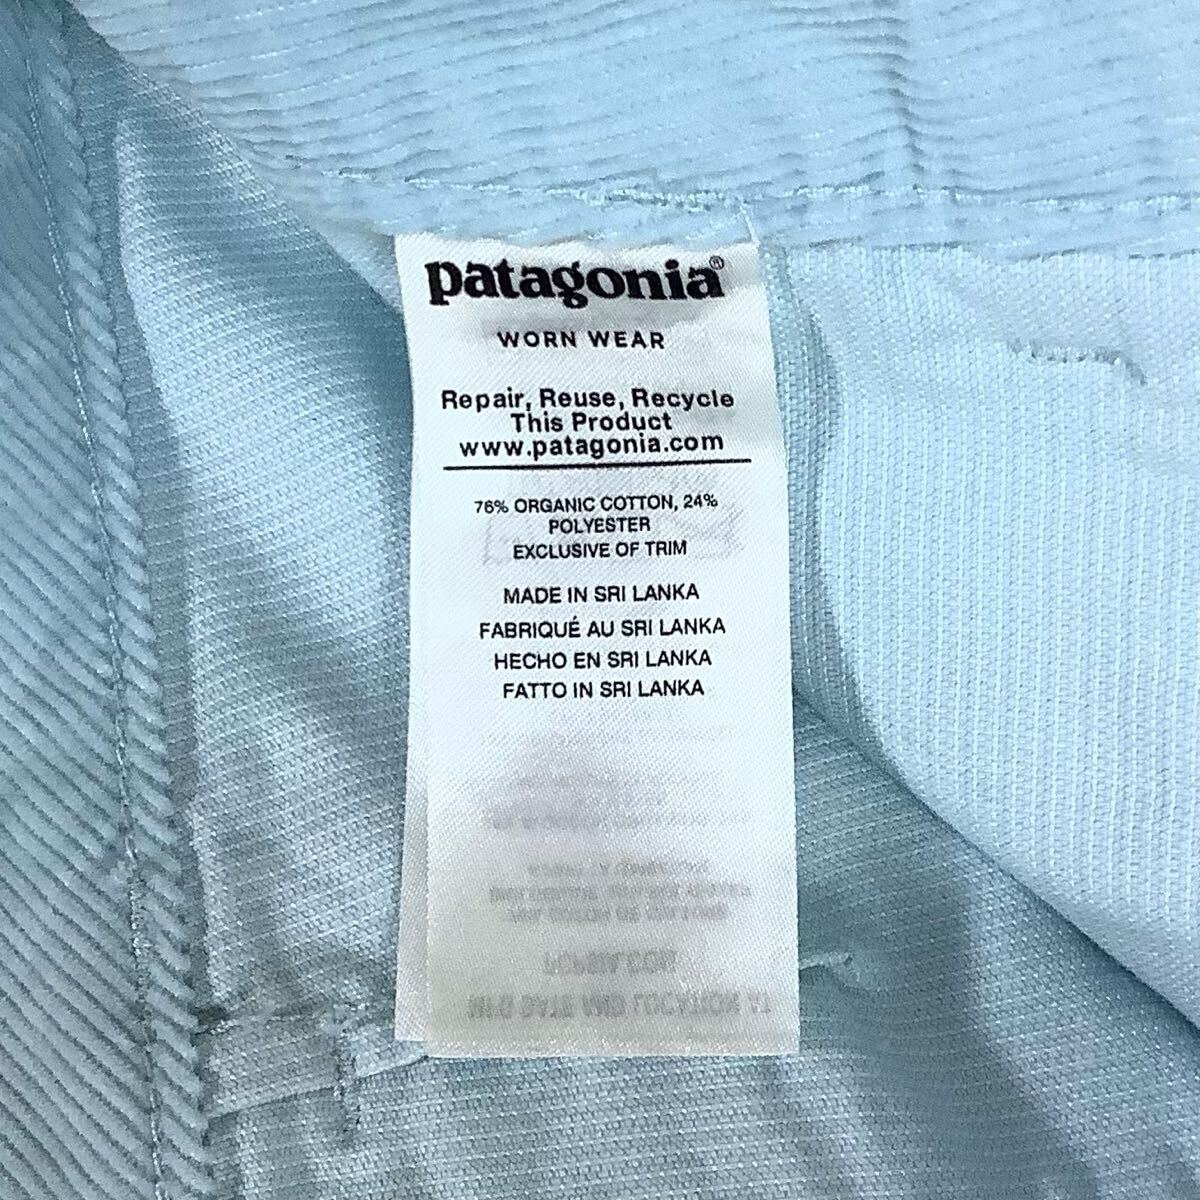 patagonia®
WORN WEAR
Repair, Reuse, Recycle
This Product
www.patagonia.com
76% ORGANIC COTTON, 24%
POLYESTER
EXCLUSIVE OF TRIM
MADE IN SRI LANKA
FABRIQUÉ AU SRI LANKA
HECHO EN SRI LANKA
FATTO IN SRI LANKA